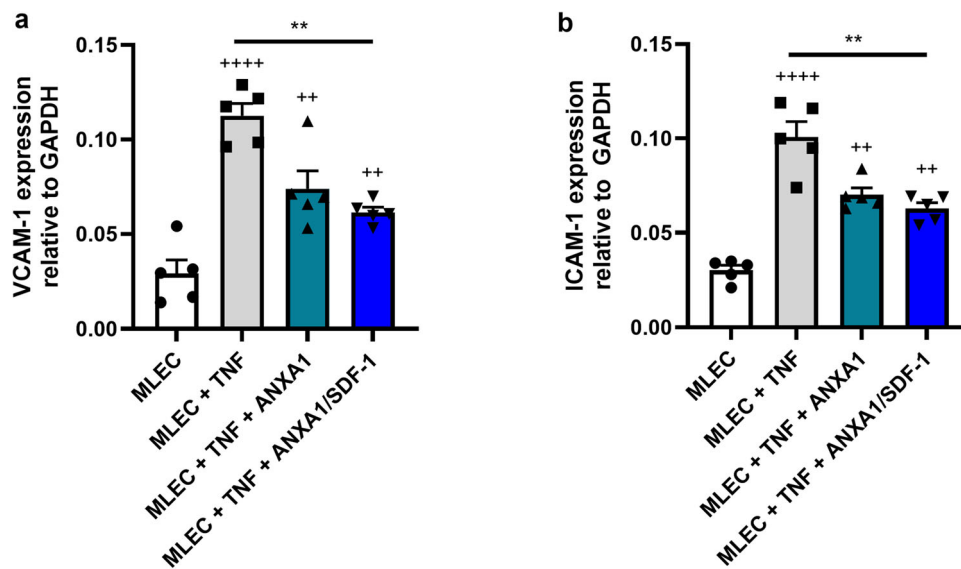 a
**
0.15
++++
++
0.10
++
0.05
0.00
VCAM-1 expression
relative to GAPDH
MLEC
MLEC + TNF
MLEC + TNF + ANXA1
MLEC + TNF + ANXA1/SDF-1
b
**
0.15
++++
0.10
++
++
0.05
0.00
ICAM-1 expression
relative to GAPDH
MLEC
MLEC + TNF
MLEC + TNF + ANXA1
MLEC + TNF + ANXA1/SDF-1